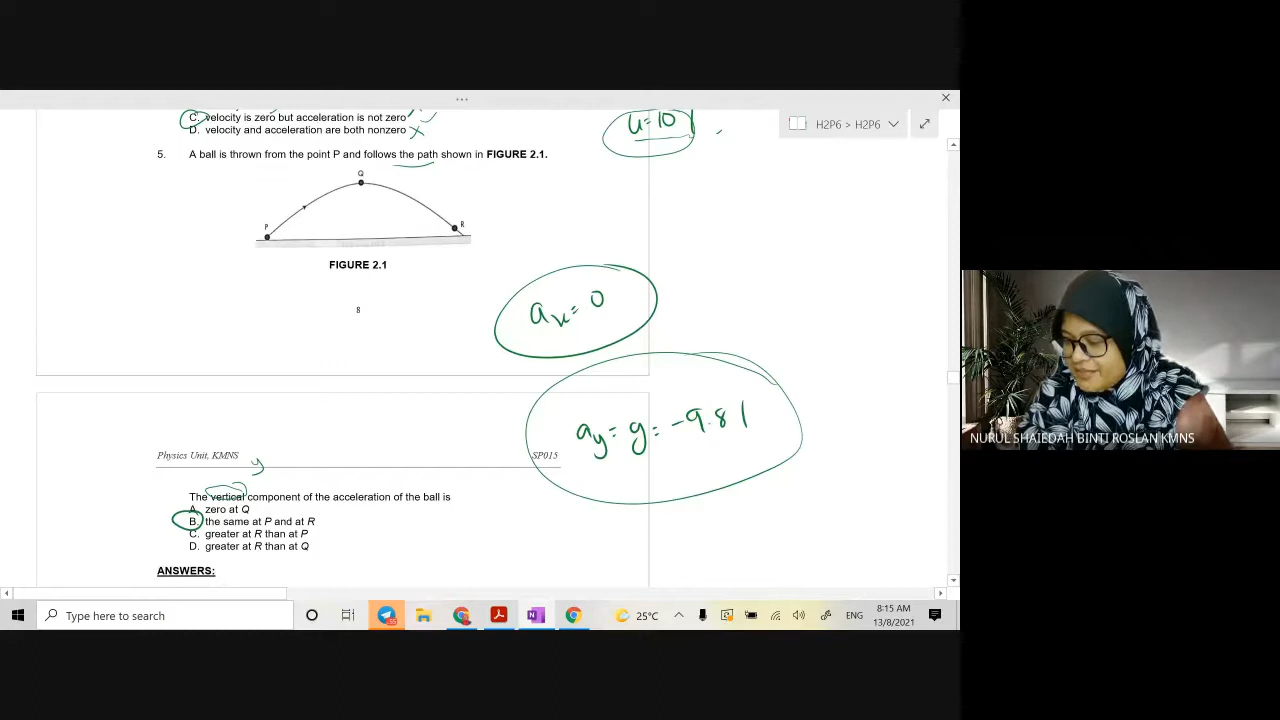 C. velocity is zero but acceleration is not zero
D. velocity and acceleration are both nonzero x
u = 10
H2P6 > H2P6
5. A ball is thrown from the point P and follows the path shown in FIGURE 2.1.
Q
P
R
FIGURE 2.1
8
ax = 0
ay = g = -9.81
Physics Unit, KMNS
SP015
y
The vertical component of the acceleration of the ball is
A. zero at Q
B. the same at P and at R
C. greater at R than at P
D. greater at R than at Q
ANSWERS:
NURUL SHAIEDAH BINTI ROSLAN KMNS
Type here to search
25°C
ENG
8:15 AM
13/8/2021